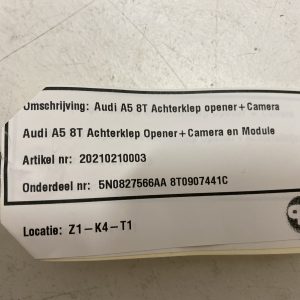 Omschrijving: Audi A5 8T Achterklep opener+Camera
Audi A5 8T Achterklep Opener+Camera en Module
Artikel nr: 20210210003
Onderdeel nr: 5N0827566AA 8T0907441C
Locatie: Z1-K4-T1